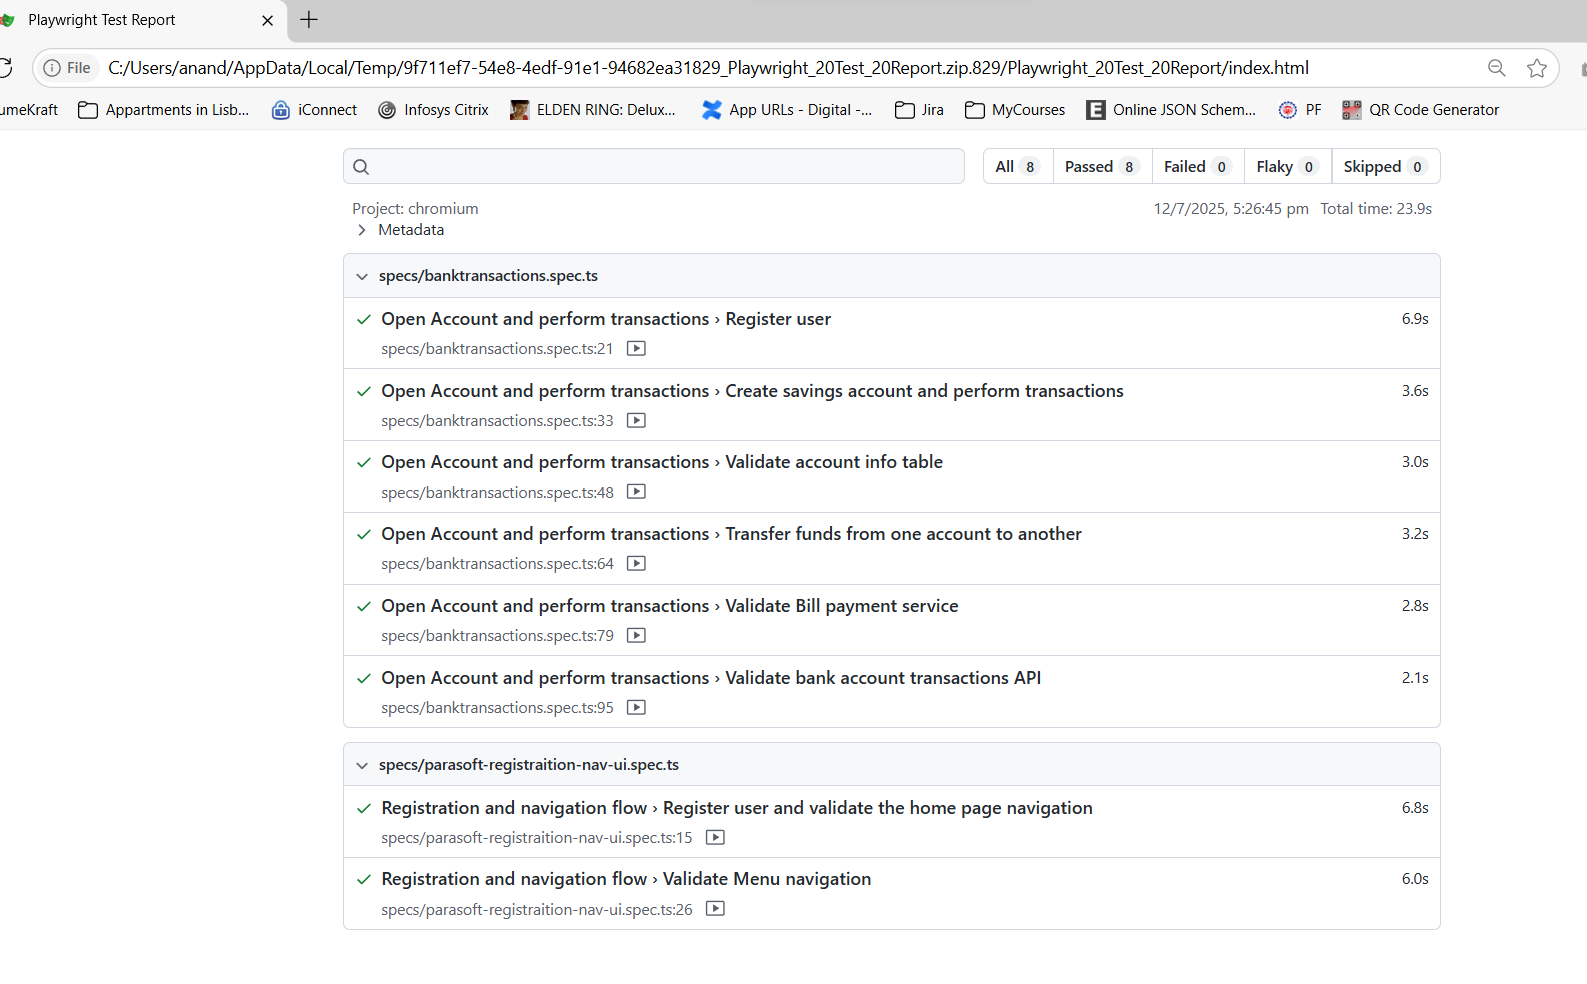 Playwright Test Report
File C:/Users/anand/AppData/Local/Temp/9f711ef7-54e8-4edf-91e1-94682ea31829_Playwright_20Test_20Report.zip.829/Playwright_20Test_20Report/index.html
umeKraft Appartments in Lisb... iConnect Infosys Citrix ELDEN RING: Delux... App URLs - Digital -... Jira MyCourses Online JSON Schem... PF QR Code Generator
All 8 Passed 8 Failed 0 Flaky 0 Skipped 0
Project: chromium 12/7/2025, 5:26:45 pm Total time: 23.9s
Metadata
specs/banktransactions.spec.ts
Open Account and perform transactions › Register user 6.9s
specs/banktransactions.spec.ts:21
Open Account and perform transactions › Create savings account and perform transactions 3.6s
specs/banktransactions.spec.ts:33
Open Account and perform transactions › Validate account info table 3.0s
specs/banktransactions.spec.ts:48
Open Account and perform transactions › Transfer funds from one account to another 3.2s
specs/banktransactions.spec.ts:64
Open Account and perform transactions › Validate Bill payment service 2.8s
specs/banktransactions.spec.ts:79
Open Account and perform transactions › Validate bank account transactions API 2.1s
specs/banktransactions.spec.ts:95
specs/parasoft-registraition-nav-ui.spec.ts
Registration and navigation flow › Register user and validate the home page navigation 6.8s
specs/parasoft-registraition-nav-ui.spec.ts:15
Registration and navigation flow › Validate Menu navigation 6.0s
specs/parasoft-registraition-nav-ui.spec.ts:26